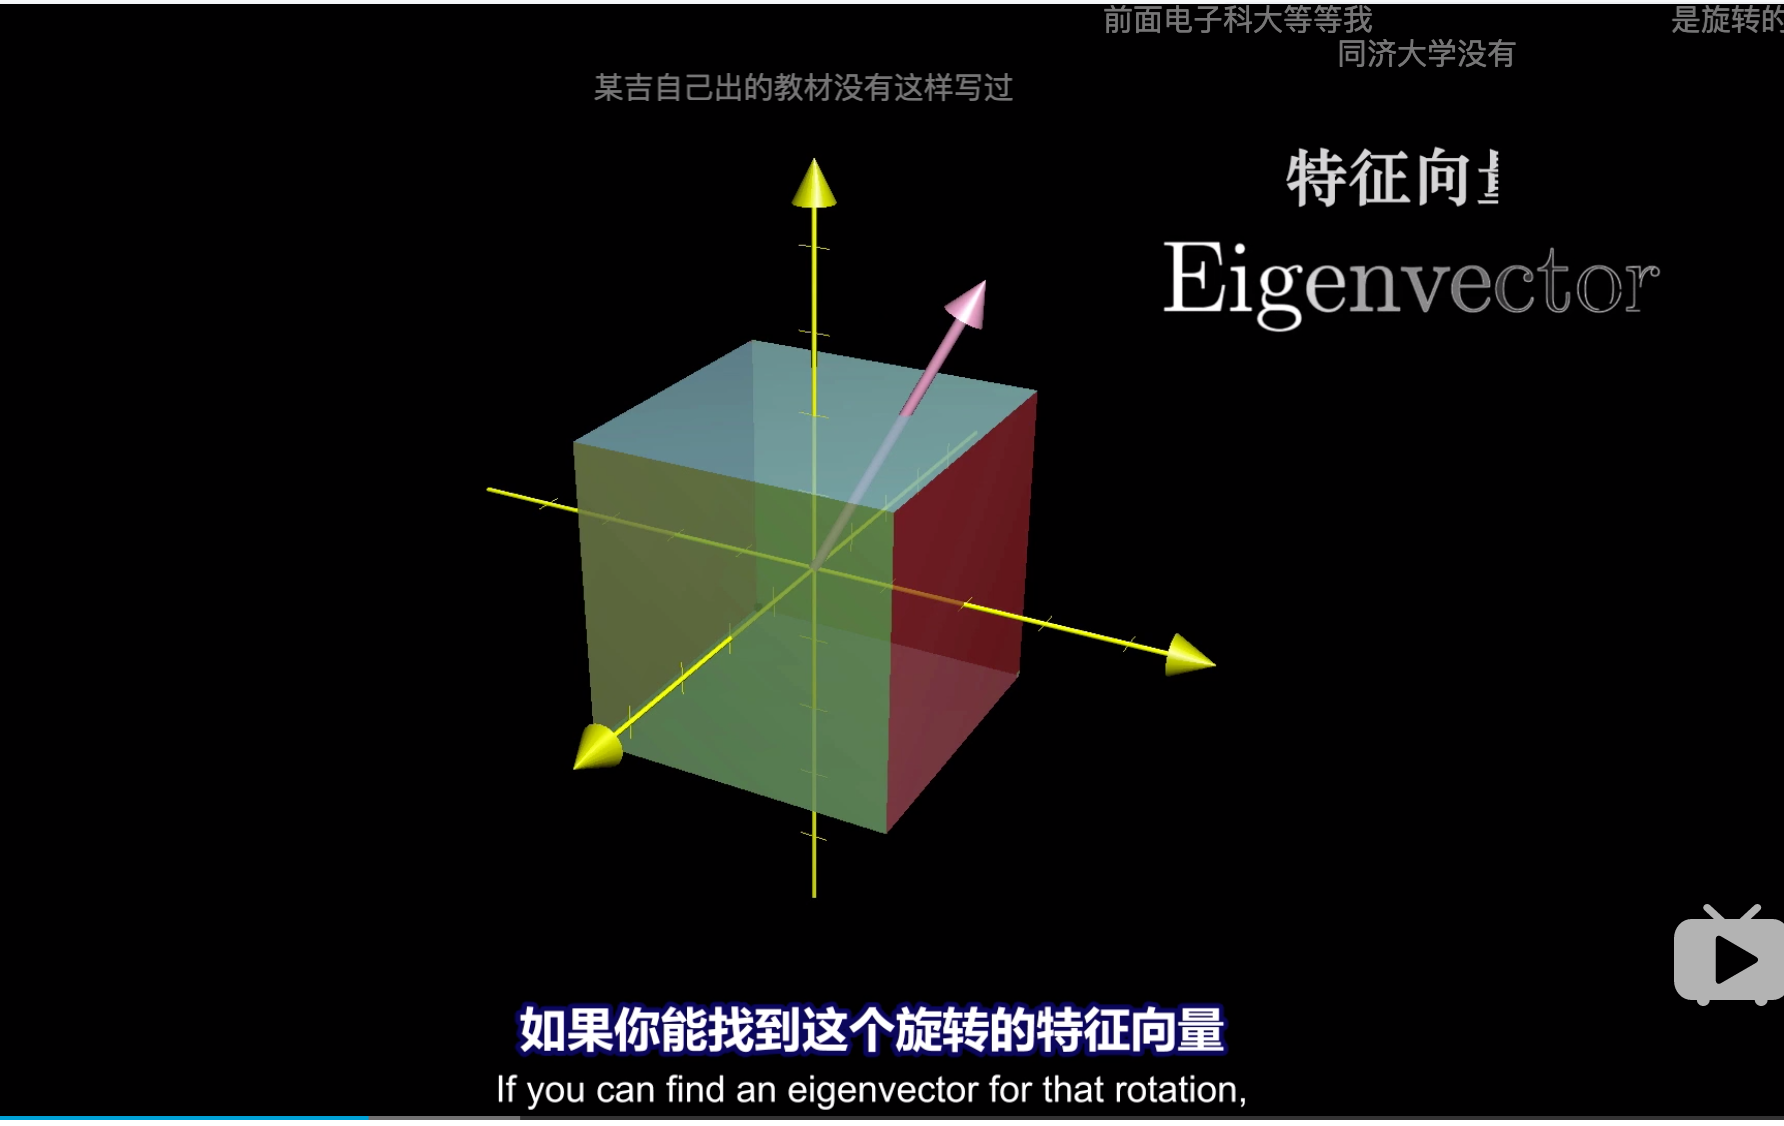 前面电子科大等等我
是旋转的
同济大学没有
某吉自己出的教材没有这样写过
特征向
Eigenvector
如果你能找到这个旋转的特征向量
If you can find an eigenvector for that rotation,